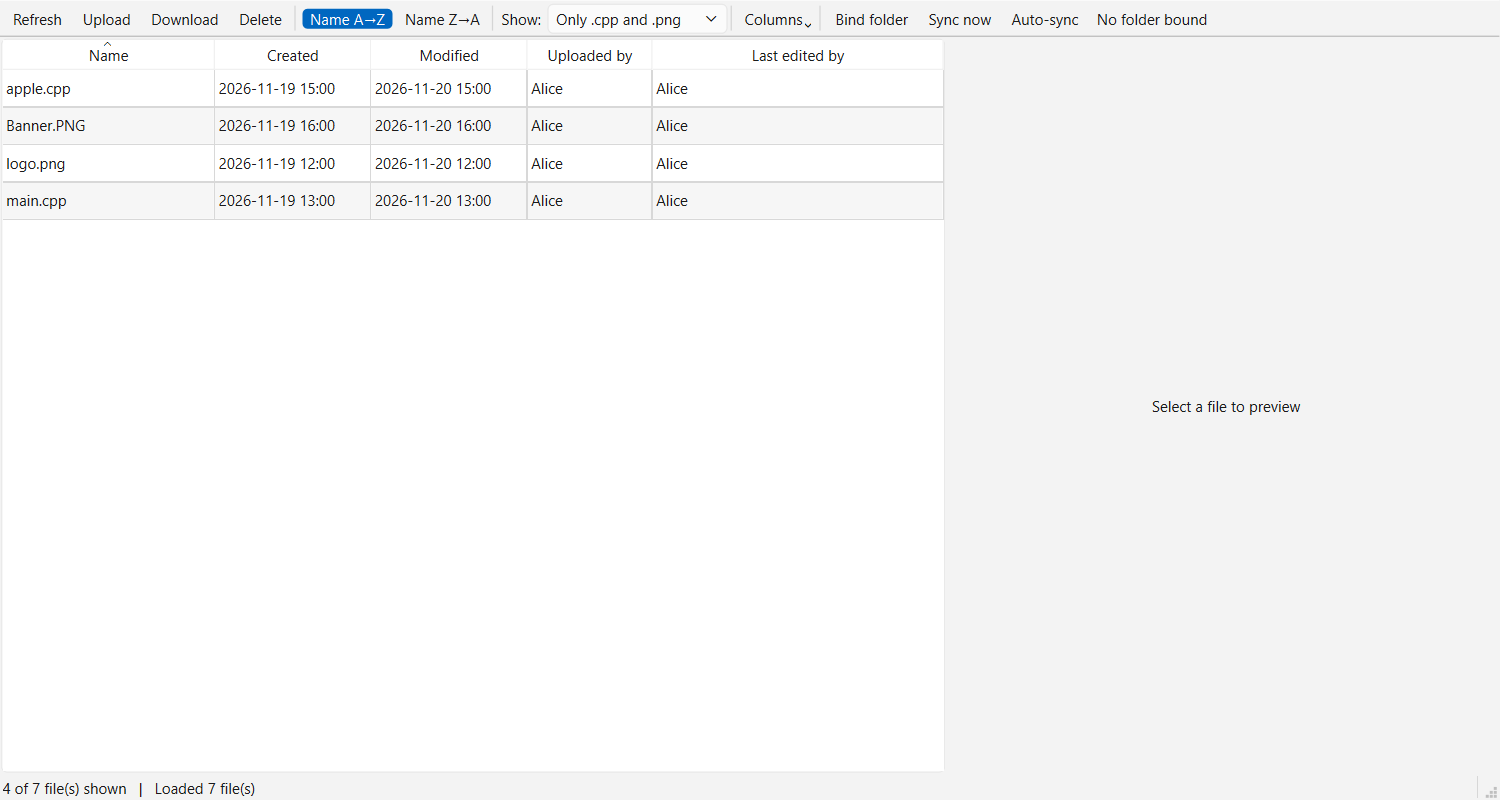 Refresh Upload Download Delete Name A→Z Name Z→A Show: Only .cpp and .png Columns Bind folder Sync now Auto-sync No folder bound
Name Created Modified Uploaded by Last edited by
apple.cpp 2026-11-19 15:00 2026-11-20 15:00 Alice Alice
Banner.PNG 2026-11-19 16:00 2026-11-20 16:00 Alice Alice
logo.png 2026-11-19 12:00 2026-11-20 12:00 Alice Alice
main.cpp 2026-11-19 13:00 2026-11-20 13:00 Alice Alice
Select a file to preview
4 of 7 file(s) shown | Loaded 7 file(s)